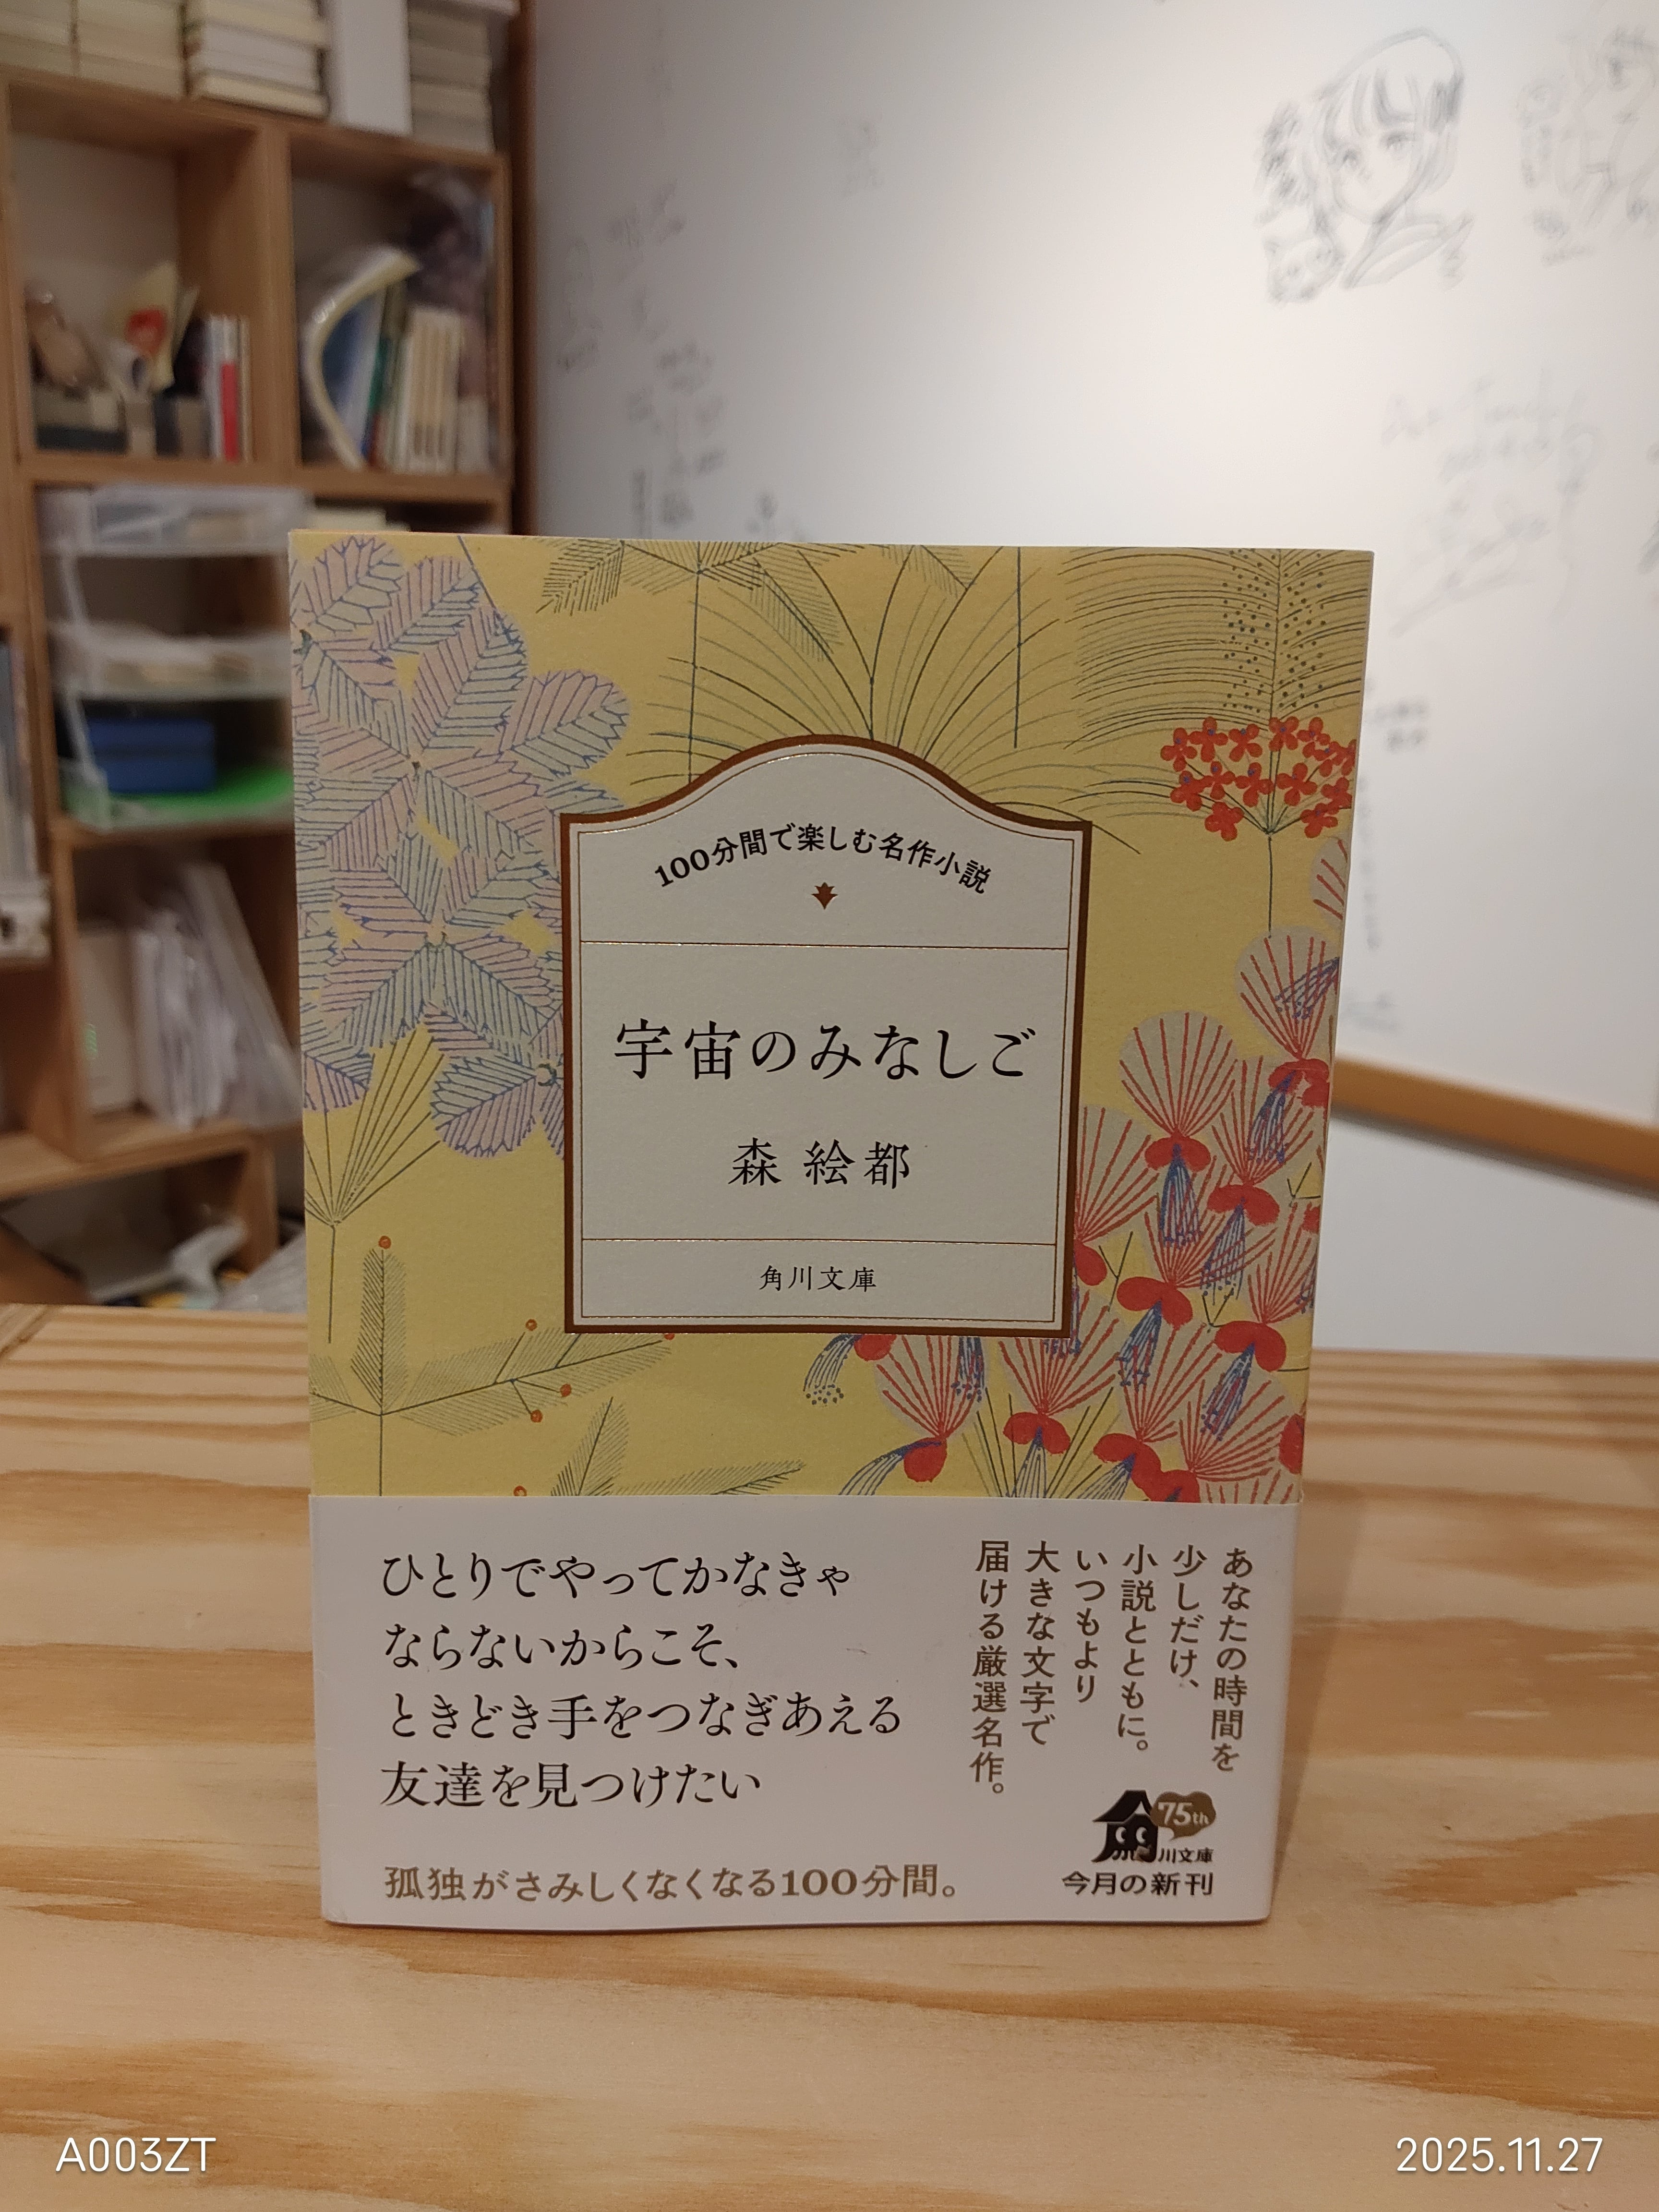 100分間で楽しむ名作小説
宇宙のみなしご
森 絵都
角川文庫
ひとりでやってかなきゃ
ならないからこそ、
ときどき手をつなぎあえる
友達を見つけたい
孤独がさみしくなくなる100分間。
あなたの時間を
少しだけ、
小説とともに。
いつもより
大きな文字で
届ける厳選名作。
75th
角川文庫
今月の新刊
A003ZT
2025.11.27